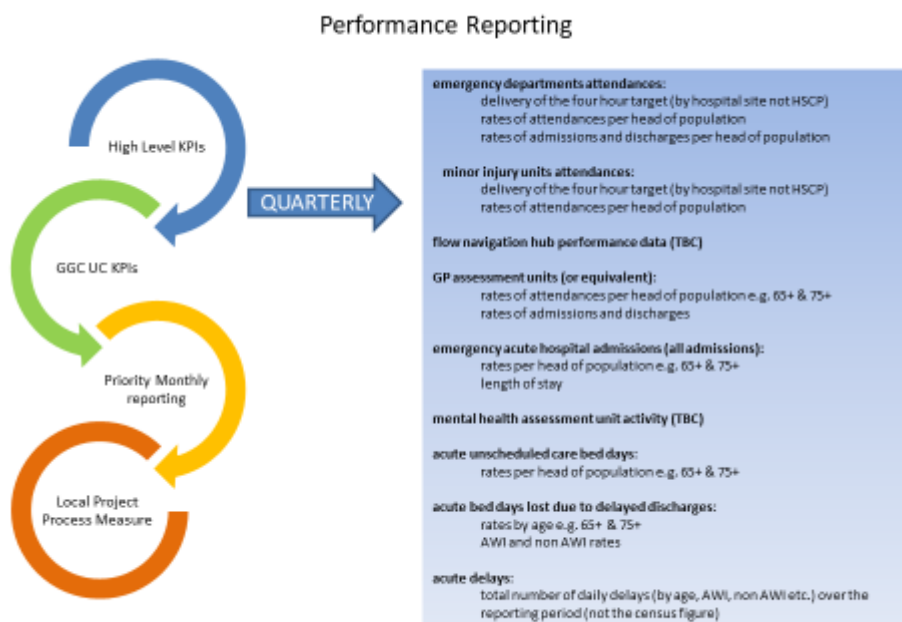 Performance Reporting
High Level KPIs
GGC UC KPIs
Priority Monthly
reporting
Local Project
Process Measure
QUARTERLY
emergency departments attendances:
delivery of the four hour target (by hospital site not HSCP)
rates of attendances per head of population
rates of admissions and discharges per head of population
minor injury units attendances:
delivery of the four hour target (by hospital site not HSCP)
rates of attendances per head of population
flow navigation hub performance data (TBC)
GP assessment units (or equivalent):
rates of attendances per head of population e.g. 65+ & 75+
rates of admissions and discharges
emergency acute hospital admissions (all admissions):
rates per head of population e.g. 65+ & 75+
length of stay
mental health assessment unit activity (TBC)
acute unscheduled care bed days:
rates per head of population e.g. 65+ & 75+
acute bed days lost due to delayed discharges:
rates by age e.g. 65+ & 75+
AWI and non AWI rates
acute delays:
total number of daily delays (by age, AWI, non AWI etc.) over the
reporting period (not the census figure)